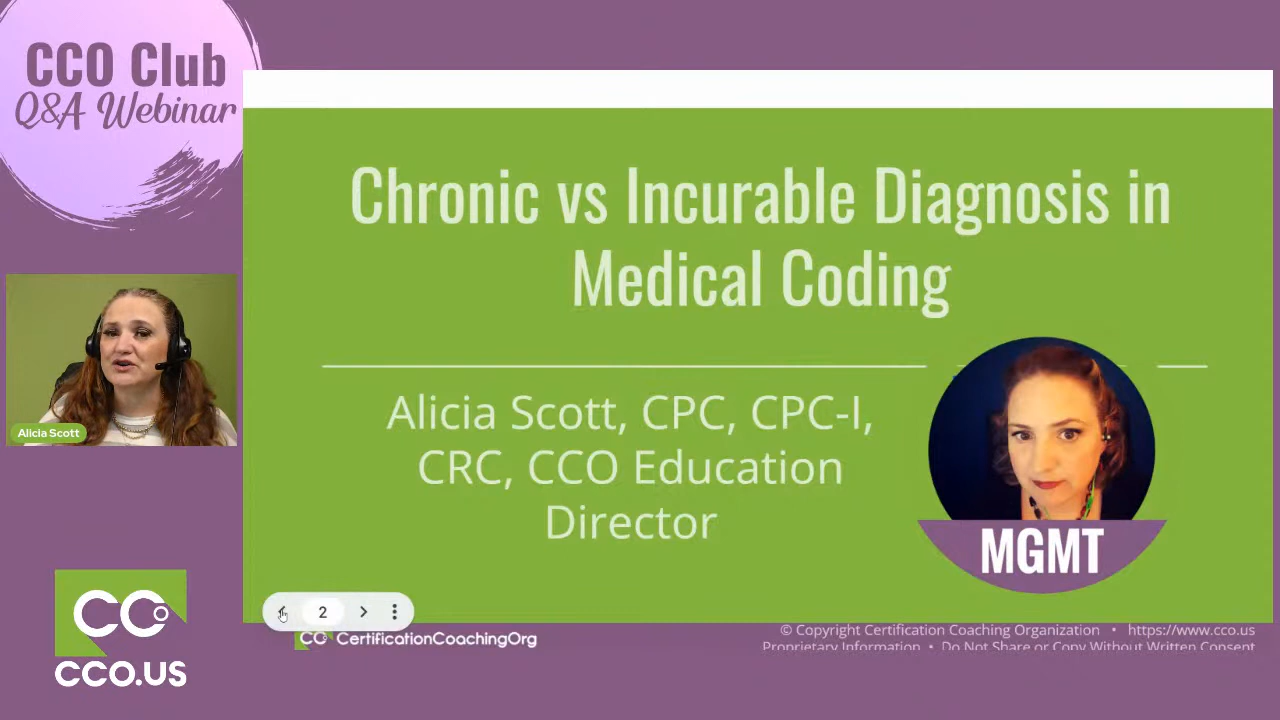 CCO Club
Q&A Webinar
Chronic vs Incurable Diagnosis in
Medical Coding
Alicia Scott, CPC, CPC-I,
CRC, CCO Education
Director
MGMT
Alicia Scott
2
CCO CertificationCoachingOrg
© Copyright Certification Coaching Organization • https://www.cco.us
Proprietary Information • Do Not Share or Copy Without Written Consent
CCO
CCO.US